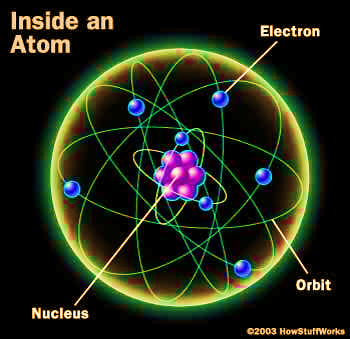 Inside an
Atom
Electron
Orbit
Nucleus
©2003 HowStuffWorks